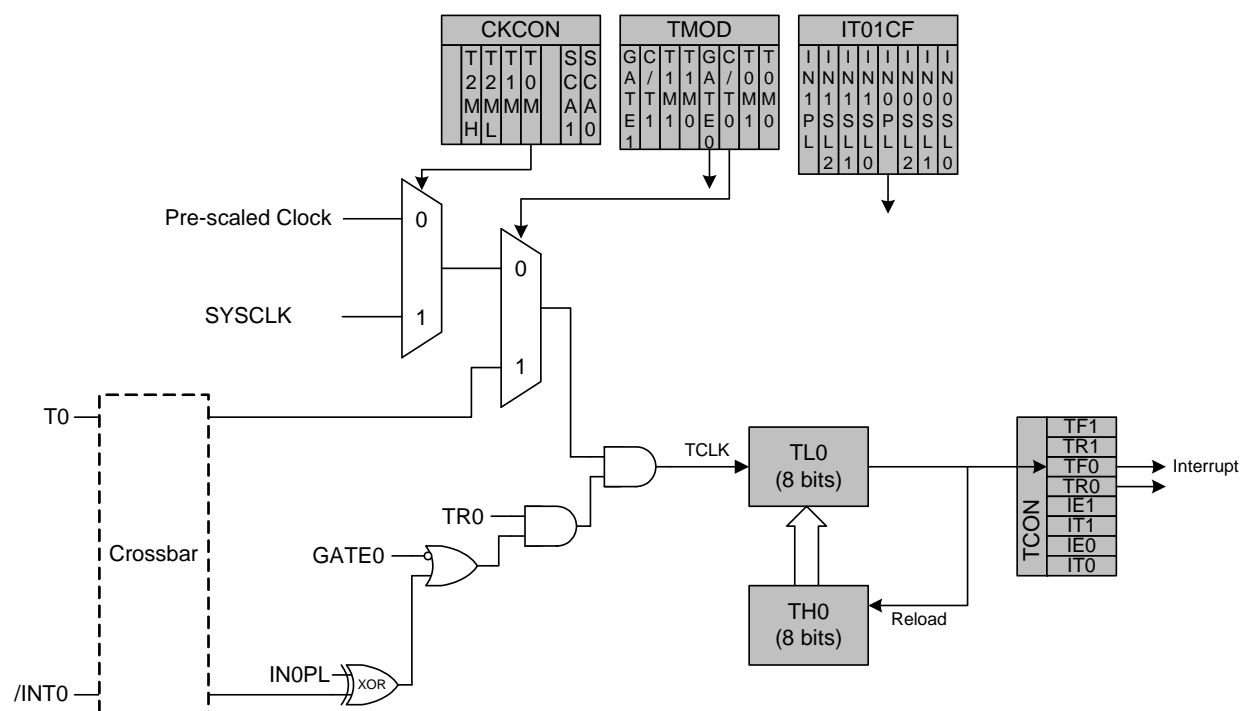 CKCON
T2MH
T2ML
T1M
T0M
SCA1
SCA0
TMOD
GATE1
C/T1
T1M1
T1M0
GATE0
C/T0
T0M1
T0M0
IT01CF
IN1PL
IN1SL2
IN1SL1
IN1SL0
IN0PL
IN0SL2
IN0SL1
IN0SL0
Pre-scaled Clock
0
SYSCLK
1
0
1
T0
Crossbar
/INT0
TR0
GATE0
IN0PL
XOR
TCLK
TL0
(8 bits)
TH0
(8 bits)
Reload
TCON
TF1
TR1
TF0
TR0
IE1
IT1
IE0
IT0
Interrupt